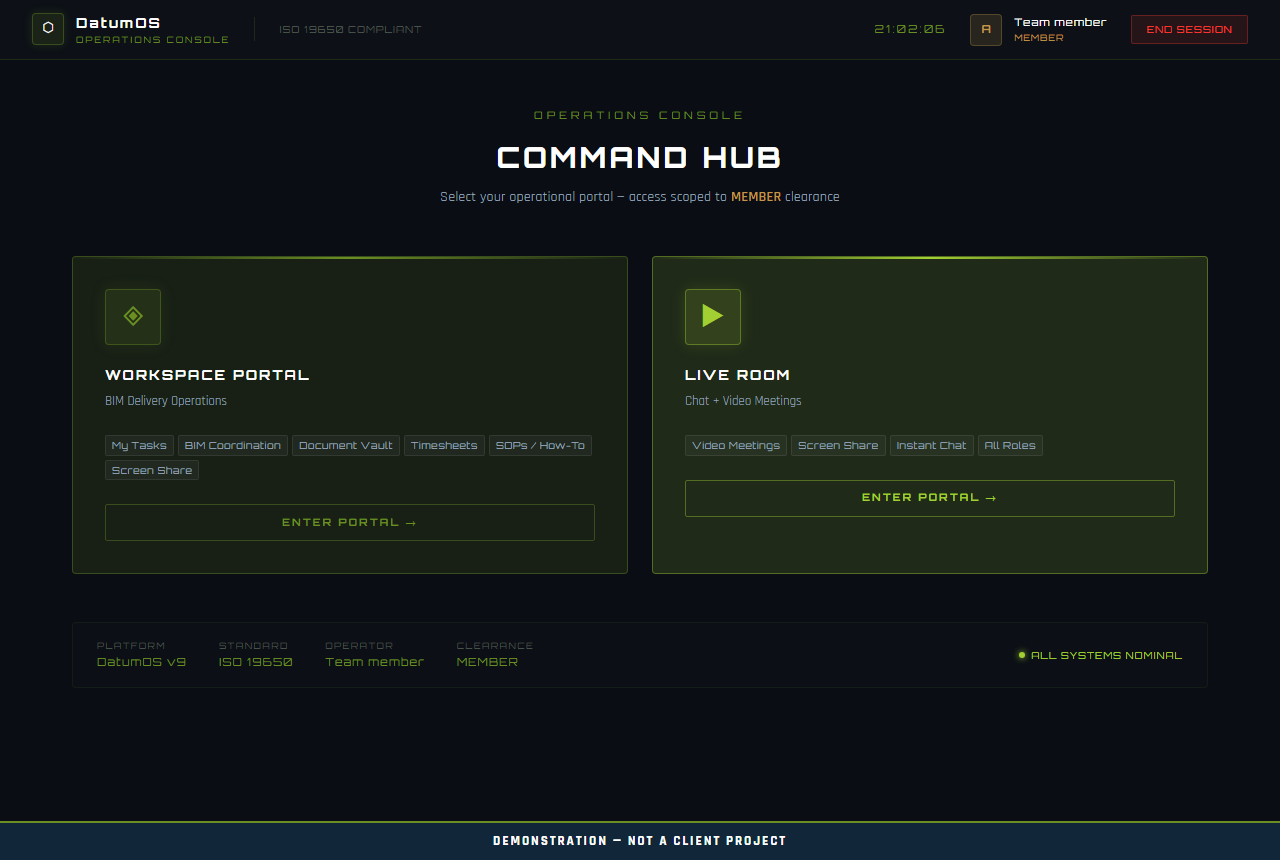 DatumOS
OPERATIONS CONSOLE
ISO 19650 COMPLIANT
21:02:06
A
Team member
MEMBER
END SESSION
OPERATIONS CONSOLE
COMMAND HUB
Select your operational portal — access scoped to MEMBER clearance
WORKSPACE PORTAL
BIM Delivery Operations
My Tasks
BIM Coordination
Document Vault
Timesheets
SOPs / How-To
Screen Share
ENTER PORTAL →
LIVE ROOM
Chat + Video Meetings
Video Meetings
Screen Share
Instant Chat
All Roles
ENTER PORTAL →
PLATFORM
DatumOS v9
STANDARD
ISO 19650
OPERATOR
Team member
CLEARANCE
MEMBER
ALL SYSTEMS NOMINAL
DEMONSTRATION — NOT A CLIENT PROJECT